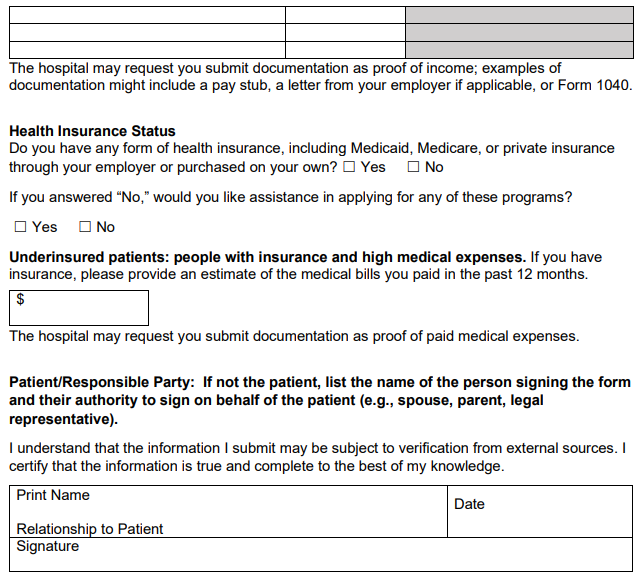 The hospital may request you submit documentation as proof of income; examples of
documentation might include a pay stub, a letter from your employer if applicable, or Form 1040.
Health Insurance Status
Do you have any form of health insurance, including Medicaid, Medicare, or private insurance
through your employer or purchased on your own? ☐ Yes ☐ No
If you answered “No,” would you like assistance in applying for any of these programs?
☐ Yes ☐ No
Underinsured patients: people with insurance and high medical expenses. If you have
insurance, please provide an estimate of the medical bills you paid in the past 12 months.
$
The hospital may request you submit documentation as proof of paid medical expenses.
Patient/Responsible Party: If not the patient, list the name of the person signing the form
and their authority to sign on behalf of the patient (e.g., spouse, parent, legal
representative).
I understand that the information I submit may be subject to verification from external sources. I
certify that the information is true and complete to the best of my knowledge.
Print Name
Date
Relationship to Patient
Signature